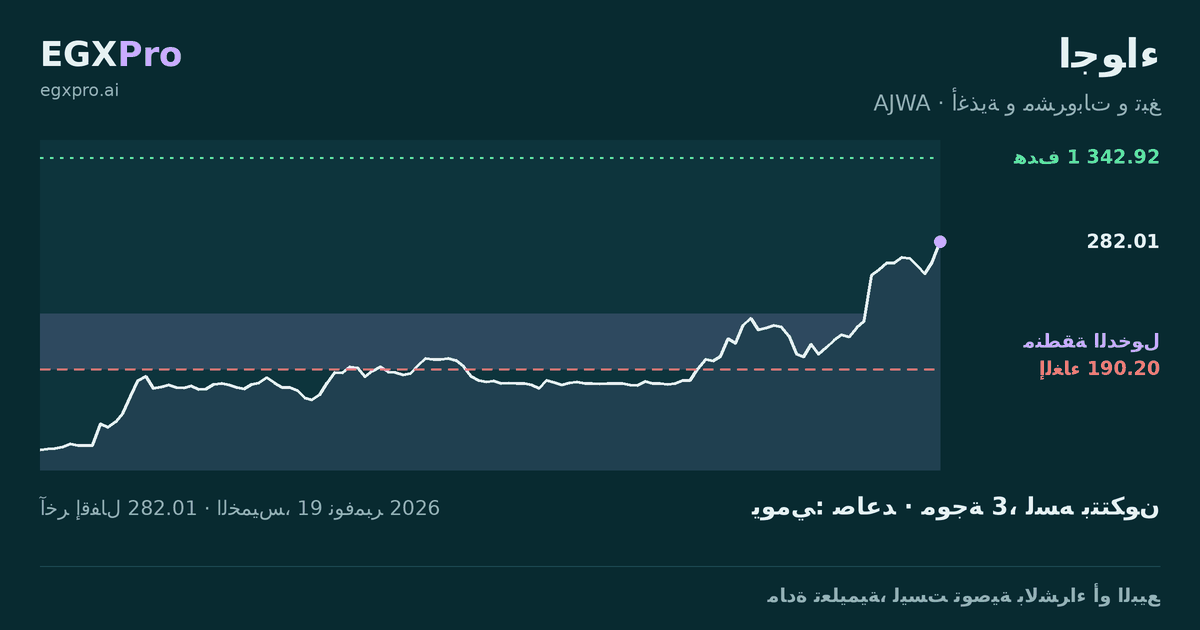 EGXPro
egxpro.ai
اجواء
AJWA · أغذية و مشروبات و تبغ
هدف 1 342.92
282.01
منطقة الدخول
إلغاء 190.20
آخر إقفال 282.01 · الخميس، 19 نوفمبر 2026
يومي: صاعد · موجة 3، لسه بتتكون
مادة تعليمية، ليست توصية بالشراء أو البيع